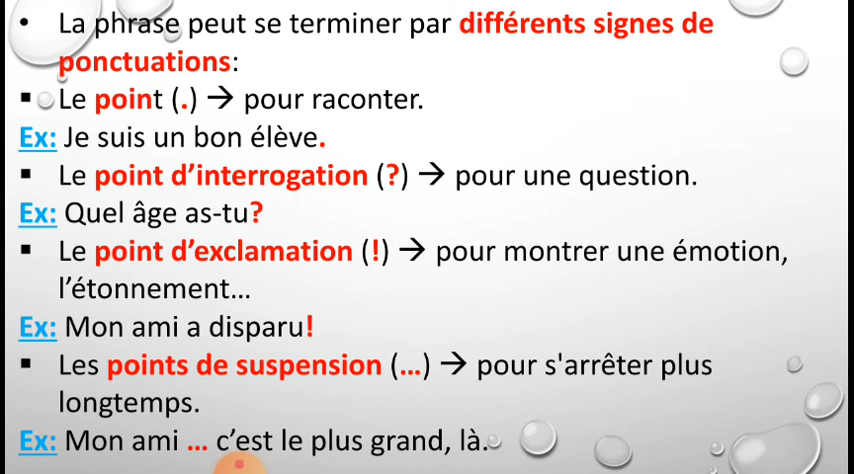 • La phrase peut se terminer par différents signes de
ponctuations:
▪ Le point (.) → pour raconter.
Ex: Je suis un bon élève.
▪ Le point d’interrogation (?) → pour une question.
Ex: Quel âge as-tu?
▪ Le point d’exclamation (!) → pour montrer une émotion,
l’étonnement...
Ex: Mon ami a disparu!
▪ Les points de suspension (...) → pour s'arrêter plus
longtemps.
Ex: Mon ami ... c’est le plus grand, là.